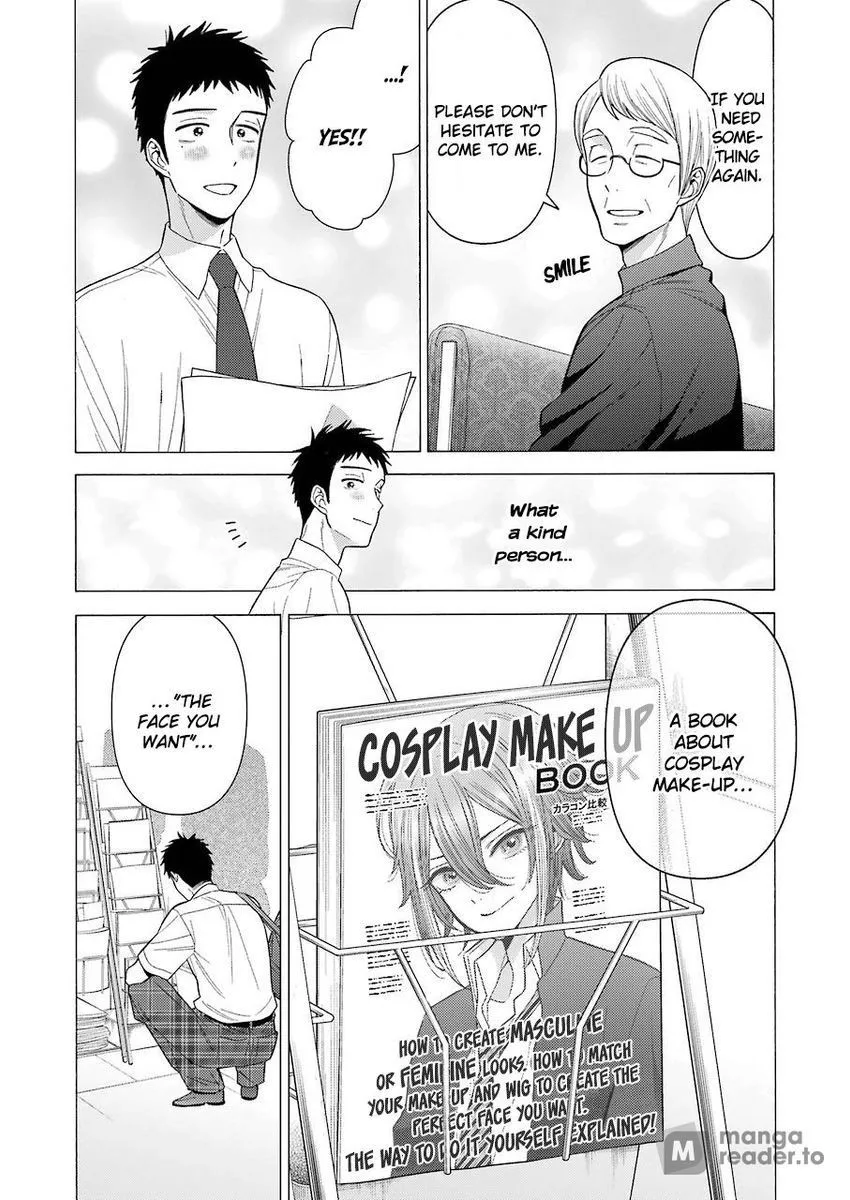 IF YOU
NEED
SOME-
THING
AGAIN.
PLEASE DON'T
HESITATE TO
COME TO ME.
SMILE
...!
YES!!
What
a kind
person...
A BOOK
ABOUT
COSPLAY
MAKE-UP...
COSPLAY MAKE UP
BOOK
カラコン比較
HOW TO CREATE MASCULINE
OR FEMININE LOOKS. HOW TO MATCH
YOUR MAKE UP AND WIG TO CREATE THE
PERFECT FACE YOU WANT.
THE WAY TO DO IT YOURSELF EXPLAINED!
..."THE
FACE YOU
WANT"...
M
manga
reader.to